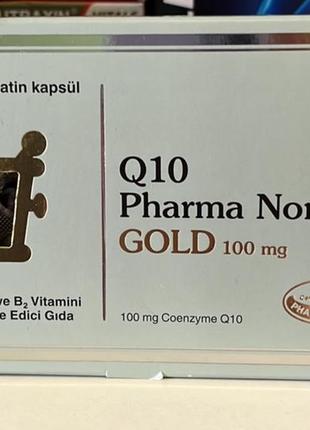 atin kapsül
Q10
Pharma Nor
GOLD 100 mg
ve B₂ Vitamini
e Edici Gıda
100 mg Coenzyme Q10